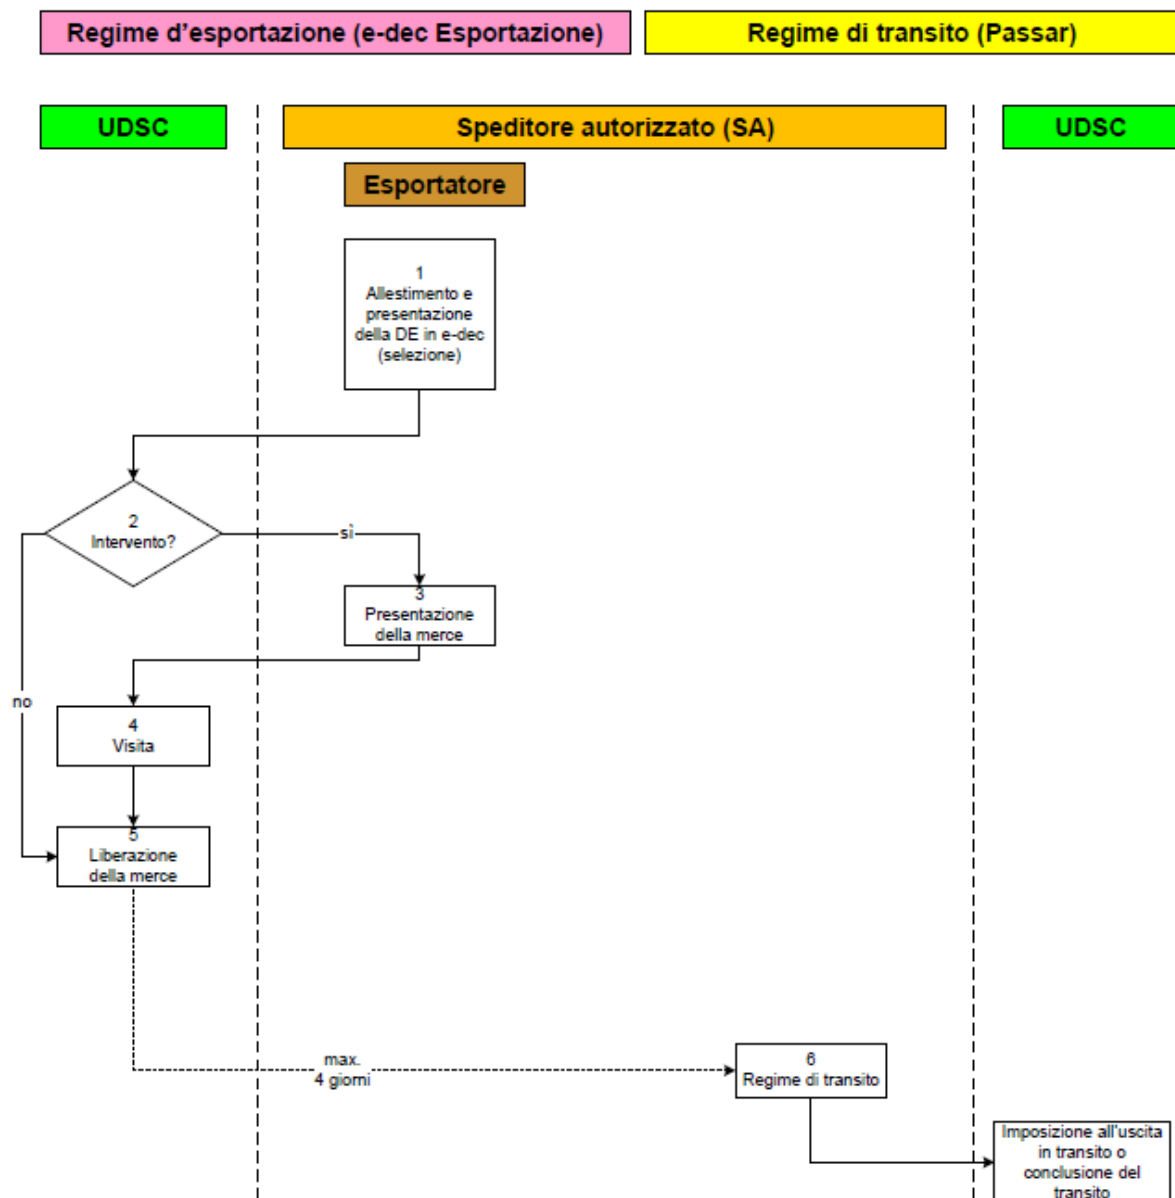 Regime d'esportazione (e-dec Esportazione)
Regime di transito (Passar)
UDSC
Speditore autorizzato (SA)
UDSC
Esportatore
1
Allestimento e
presentazione
della DE in e-dec
(selezione)
2
Intervento?
sì
3
Presentazione
della merce
no
4
Visita
5
Liberazione
della merce
max.
4 giorni
6
Regime di transito
Imposizione all'uscita
in transito o
conclusione del
transito